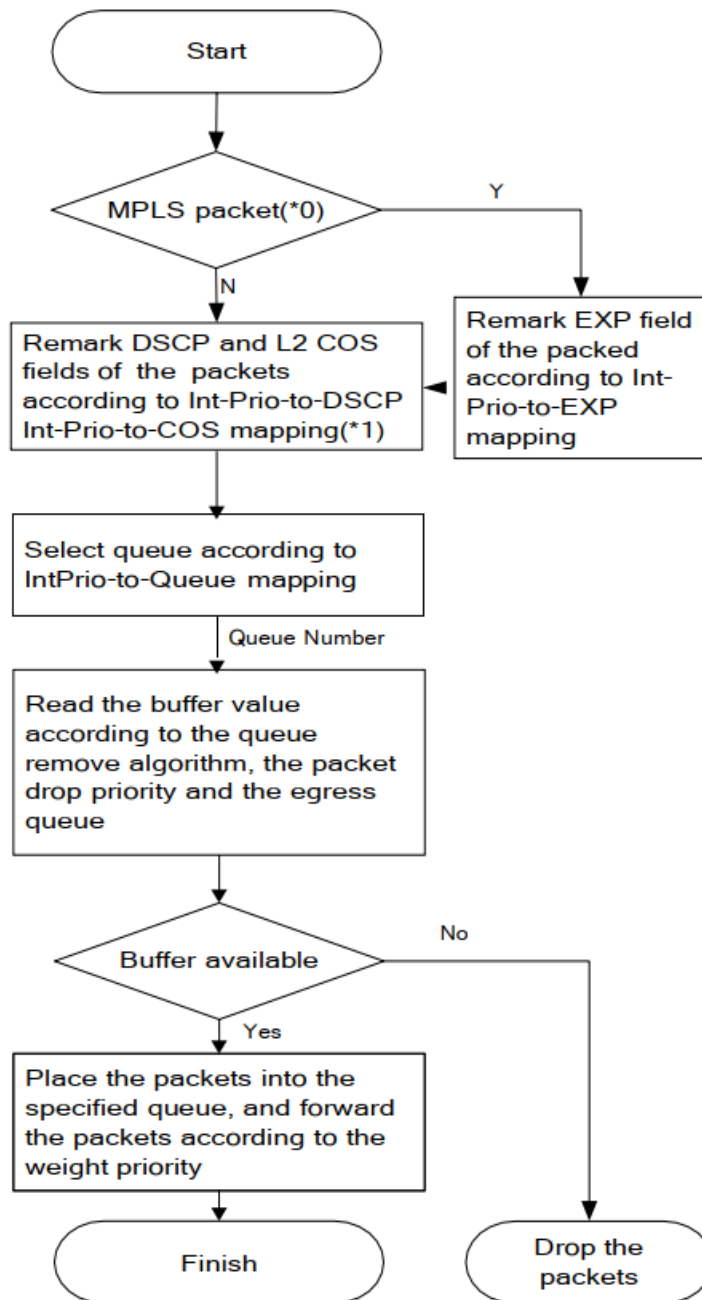 Start
MPLS packet(*0)
Y
N
Remark DSCP and L2 COS
fields of the packets
according to Int-Prio-to-DSCP
Int-Prio-to-COS mapping(*1)
Remark EXP field
of the packed
according to Int-
Prio-to-EXP
mapping
Select queue according to
IntPrio-to-Queue mapping
Queue Number
Read the buffer value
according to the queue
remove algorithm, the packet
drop priority and the egress
queue
Buffer available
No
Yes
Place the packets into the
specified queue, and forward
the packets according to the
weight priority
Finish
Drop the
packets